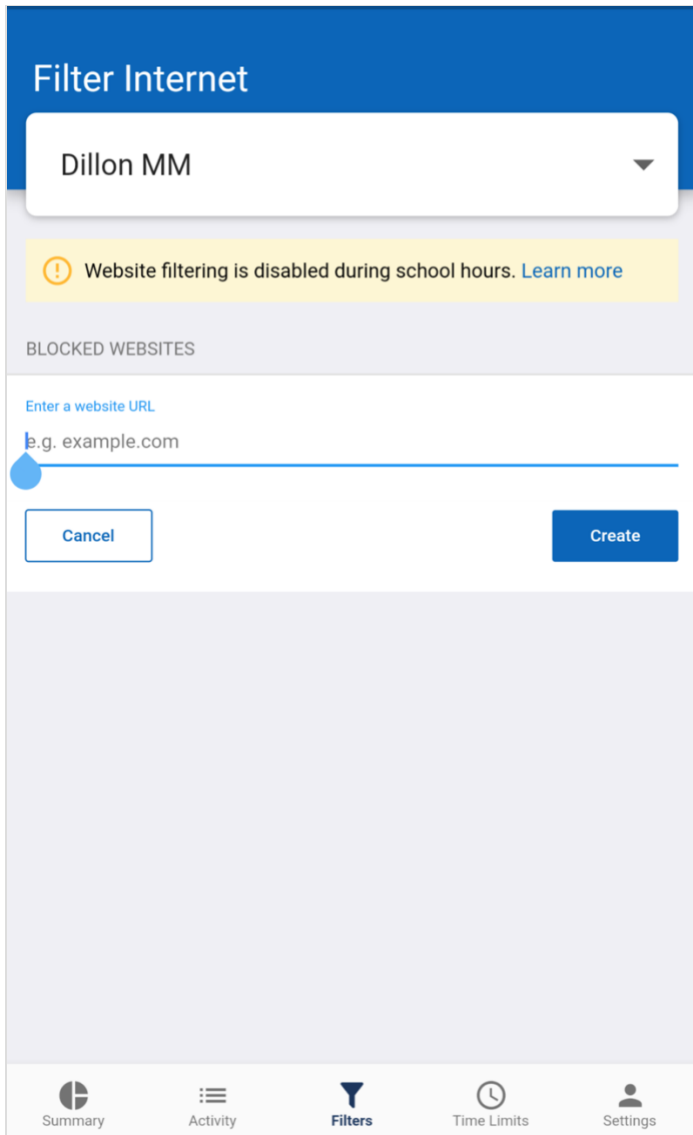 Filter Internet
Dillon MM
Website filtering is disabled during school hours. Learn more
BLOCKED WEBSITES
Enter a website URL
e.g. example.com
Cancel
Create
Summary
Activity
Filters
Time Limits
Settings